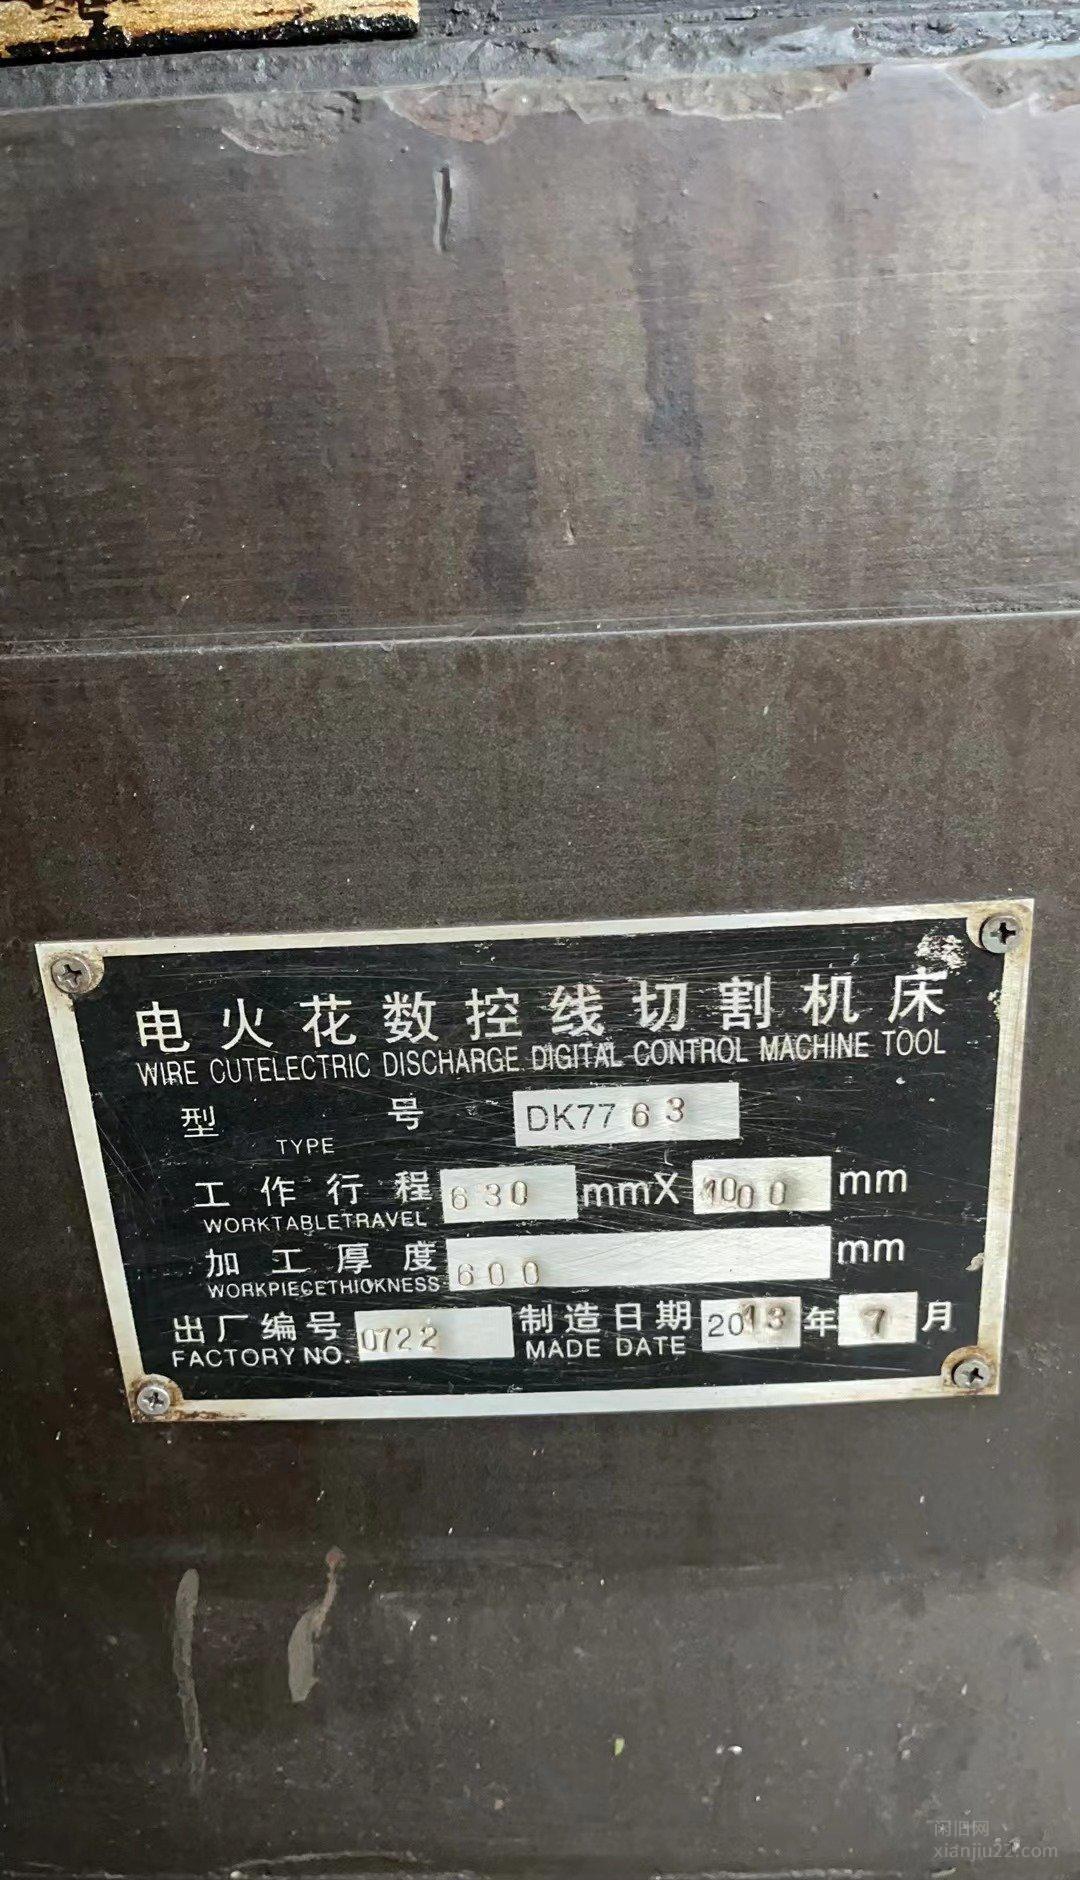 电火花数控线切割机床
WIRE CUTELECTRIC DISCHARGE DIGITAL CONTROL MACHINE TOOL
型 号 DK7763
TYPE
工作行程 630 mmX 1000 mm
WORKTABLETRAVEL
加工厚度 600 mm
WORKPIECETHICKNESS
出厂编号 0722 制造日期 2013 年 7 月
FACTORY NO. MADE DATE
闲旧网
xianjiu22.com